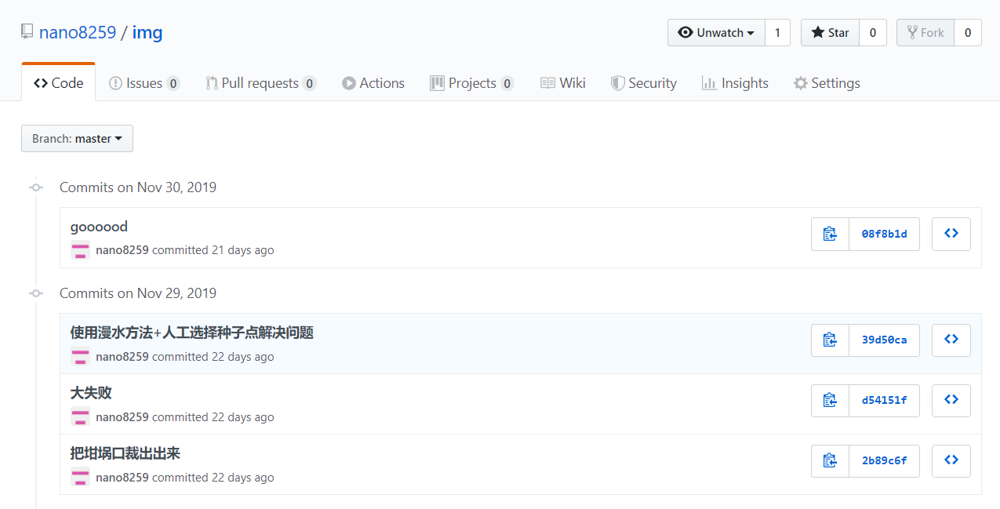 nano8259 / img
Unwatch 1 Star 0 Fork 0
Code Issues 0 Pull requests 0 Actions Projects 0 Wiki Security Insights Settings
Branch: master
Commits on Nov 30, 2019
goooood
08f8b1d
nano8259 committed 21 days ago
Commits on Nov 29, 2019
使用漫水方法+人工选择种子点解决问题
39d50ca
nano8259 committed 22 days ago
大失败
d54151f
nano8259 committed 22 days ago
把坩埚口裁出出来
2b89c6f
nano8259 committed 22 days ago